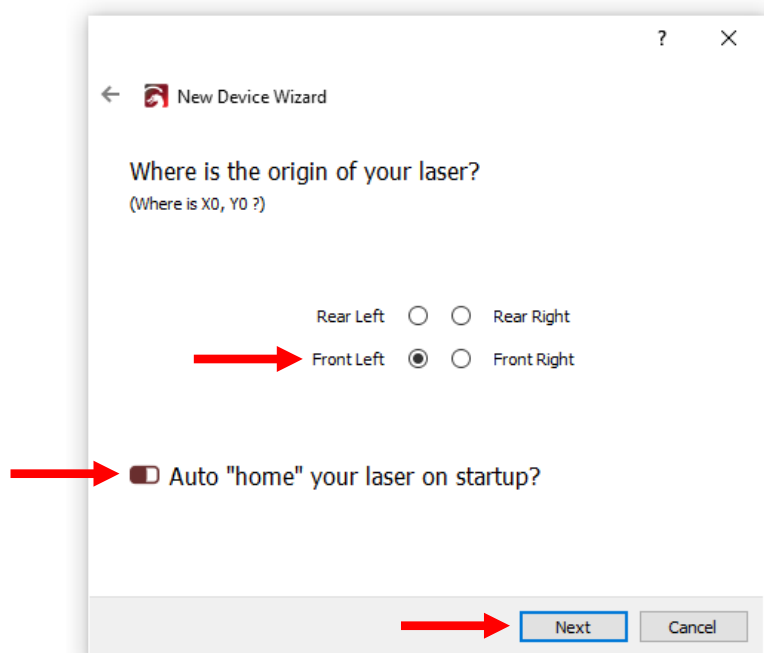 ?
New Device Wizard
Where is the origin of your laser?
(Where is X0, Y0 ?)
Rear Left Rear Right
Front Left Front Right
Auto "home" your laser on startup?
Next Cancel